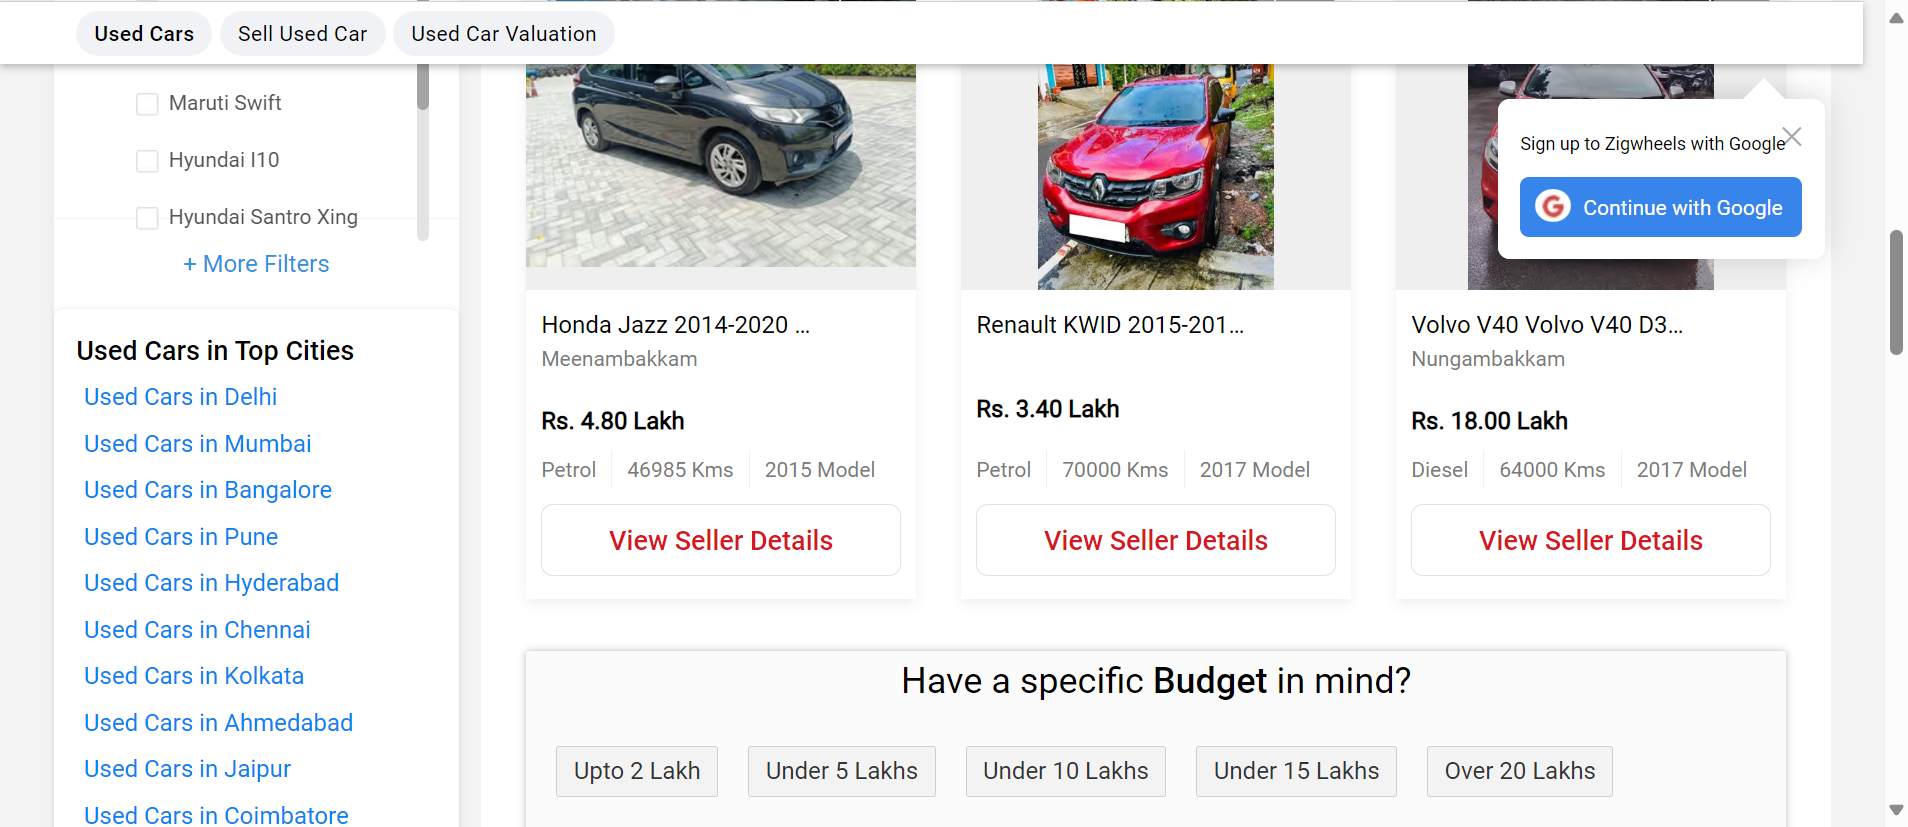 Used Cars
Sell Used Car
Used Car Valuation
Maruti Swift
Hyundai I10
Hyundai Santro Xing
+ More Filters
Used Cars in Top Cities
Used Cars in Delhi
Used Cars in Mumbai
Used Cars in Bangalore
Used Cars in Pune
Used Cars in Hyderabad
Used Cars in Chennai
Used Cars in Kolkata
Used Cars in Ahmedabad
Used Cars in Jaipur
Used Cars in Coimbatore
Sign up to Zigwheels with Google
Continue with Google
Honda Jazz 2014-2020 ...
Meenambakkam
Rs. 4.80 Lakh
Petrol 46985 Kms 2015 Model
View Seller Details
Renault KWID 2015-201...
Rs. 3.40 Lakh
Petrol 70000 Kms 2017 Model
View Seller Details
Volvo V40 Volvo V40 D3...
Nungambakkam
Rs. 18.00 Lakh
Diesel 64000 Kms 2017 Model
View Seller Details
Have a specific Budget in mind?
Upto 2 Lakh
Under 5 Lakhs
Under 10 Lakhs
Under 15 Lakhs
Over 20 Lakhs